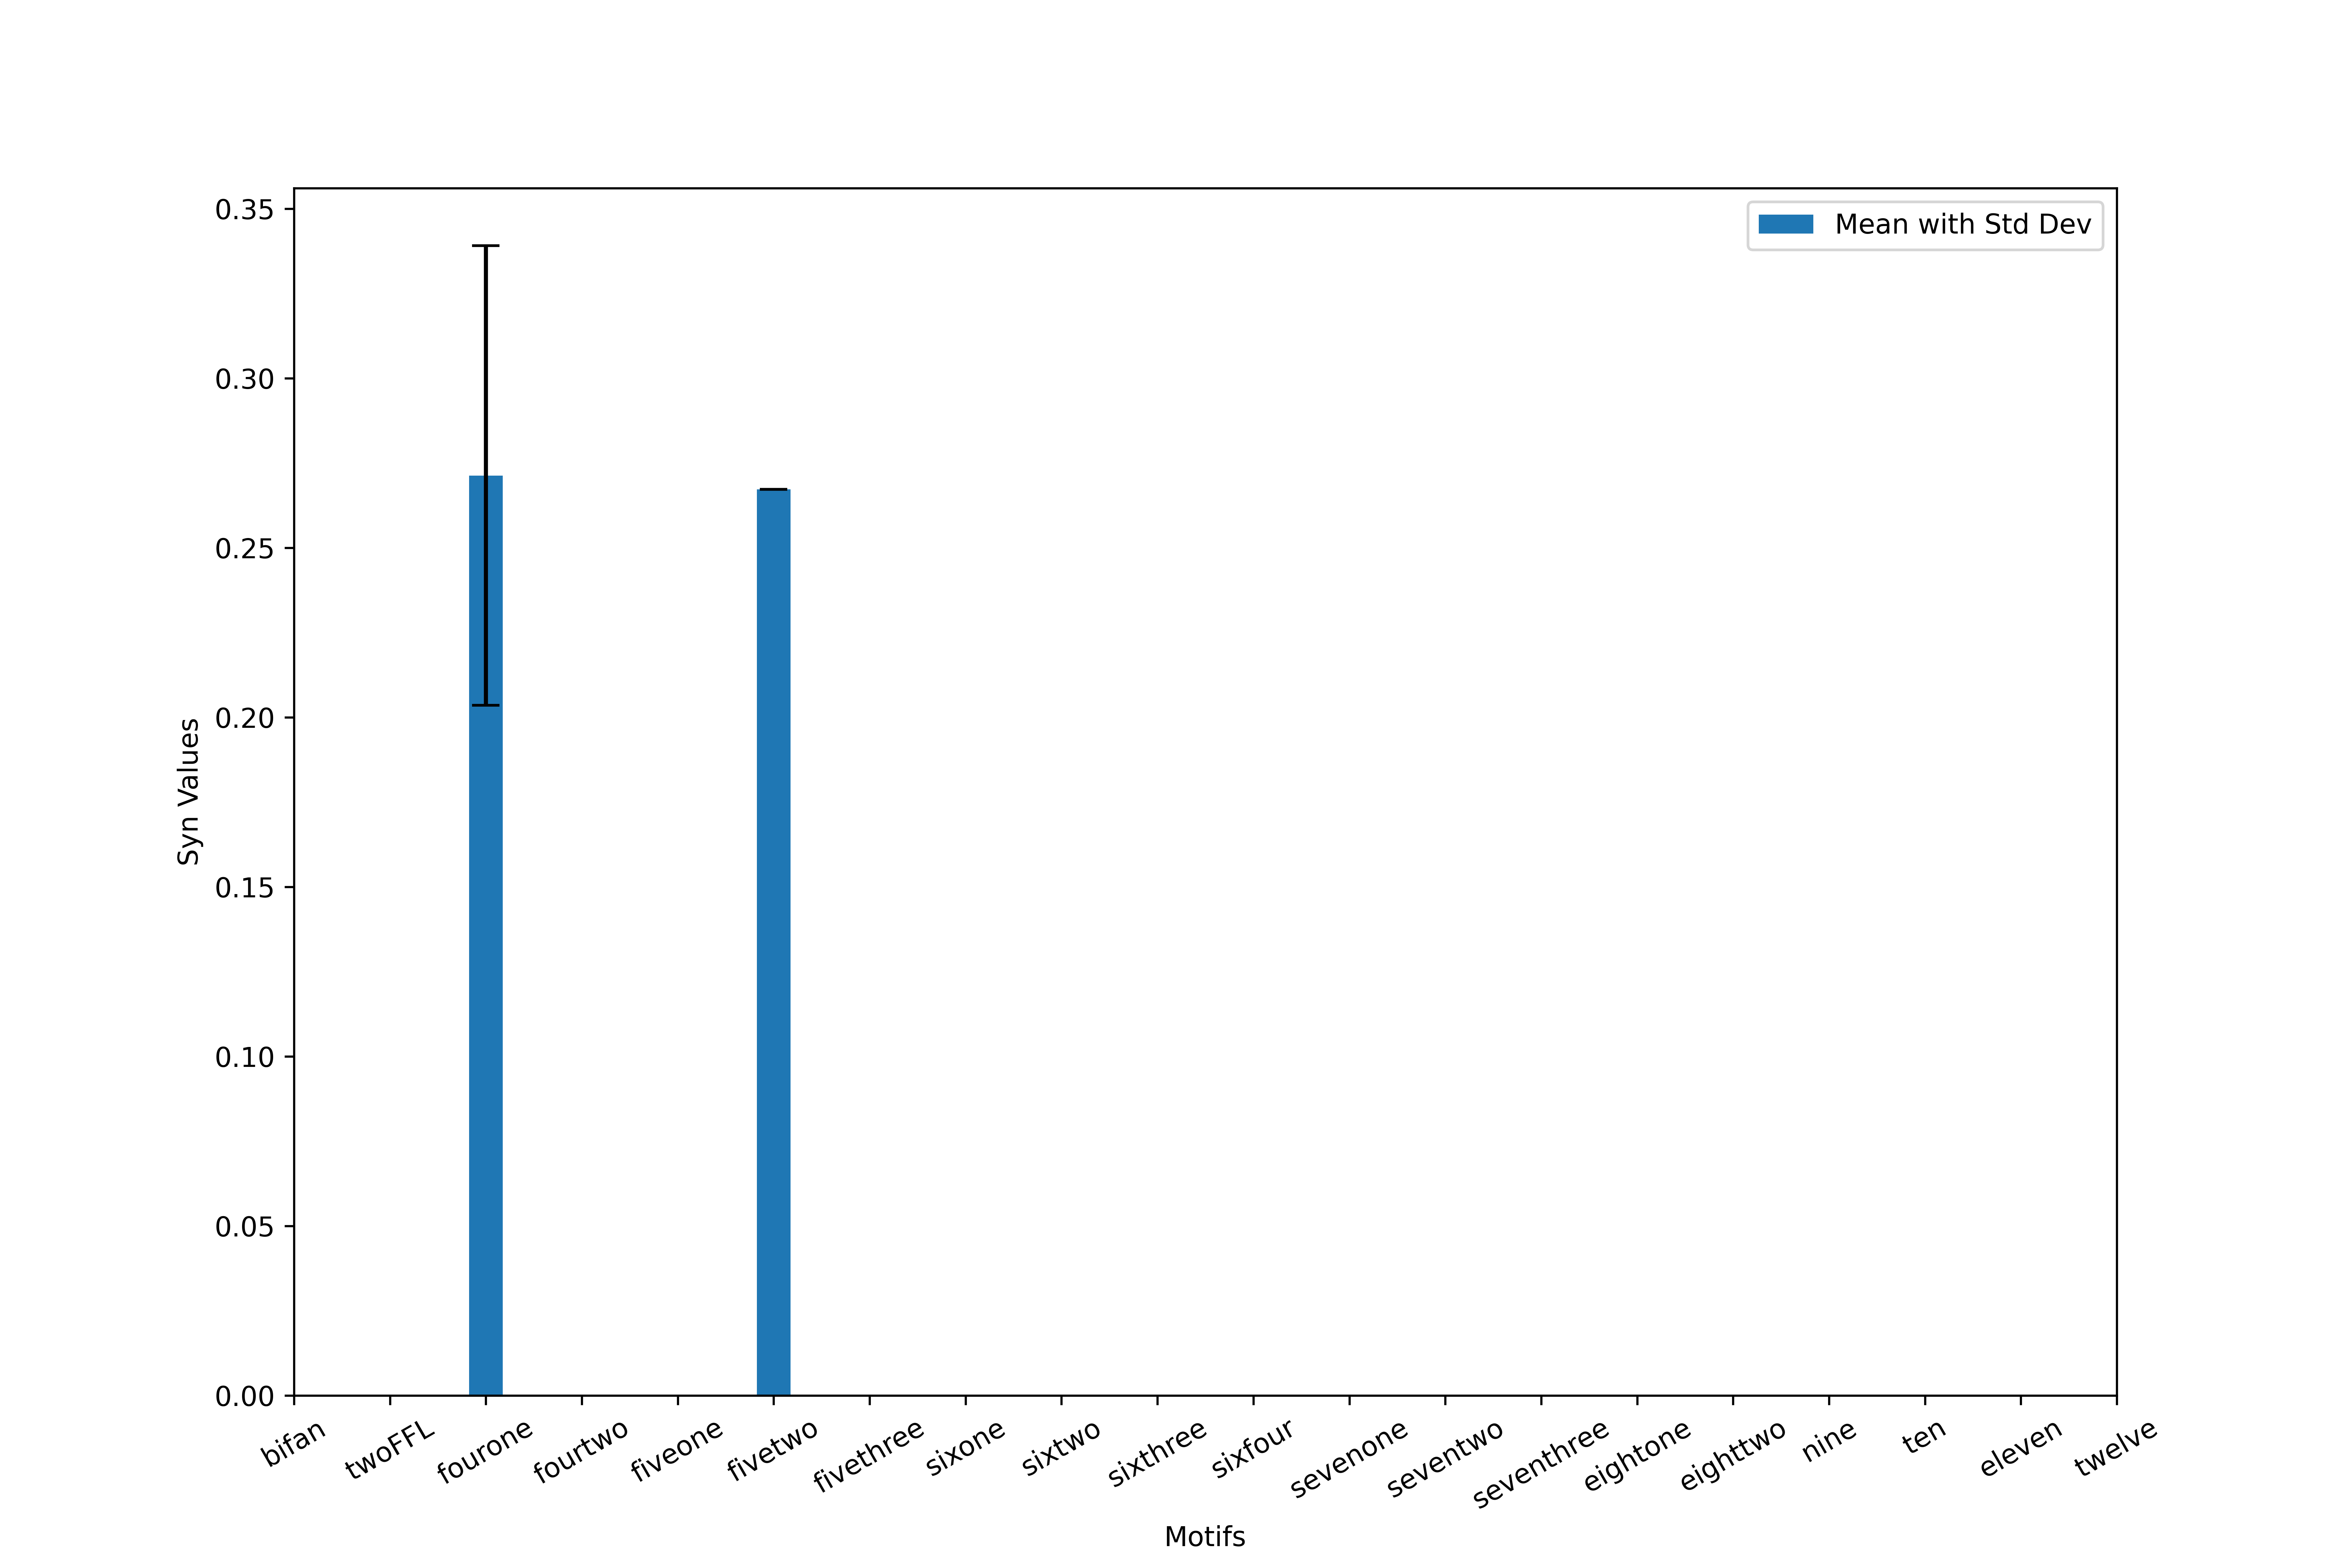 Mean with Std Dev
0.35
0.30
0.25
0.20
0.15
0.10
0.05
0.00
Syn Values
bifan
twoFFL
fourone
fourtwo
fiveone
fivetwo
fivethree
sixone
sixtwo
sixthree
sixfour
sevenone
seventwo
seventhree
eightone
eighttwo
nine
ten
eleven
twelve
Motifs